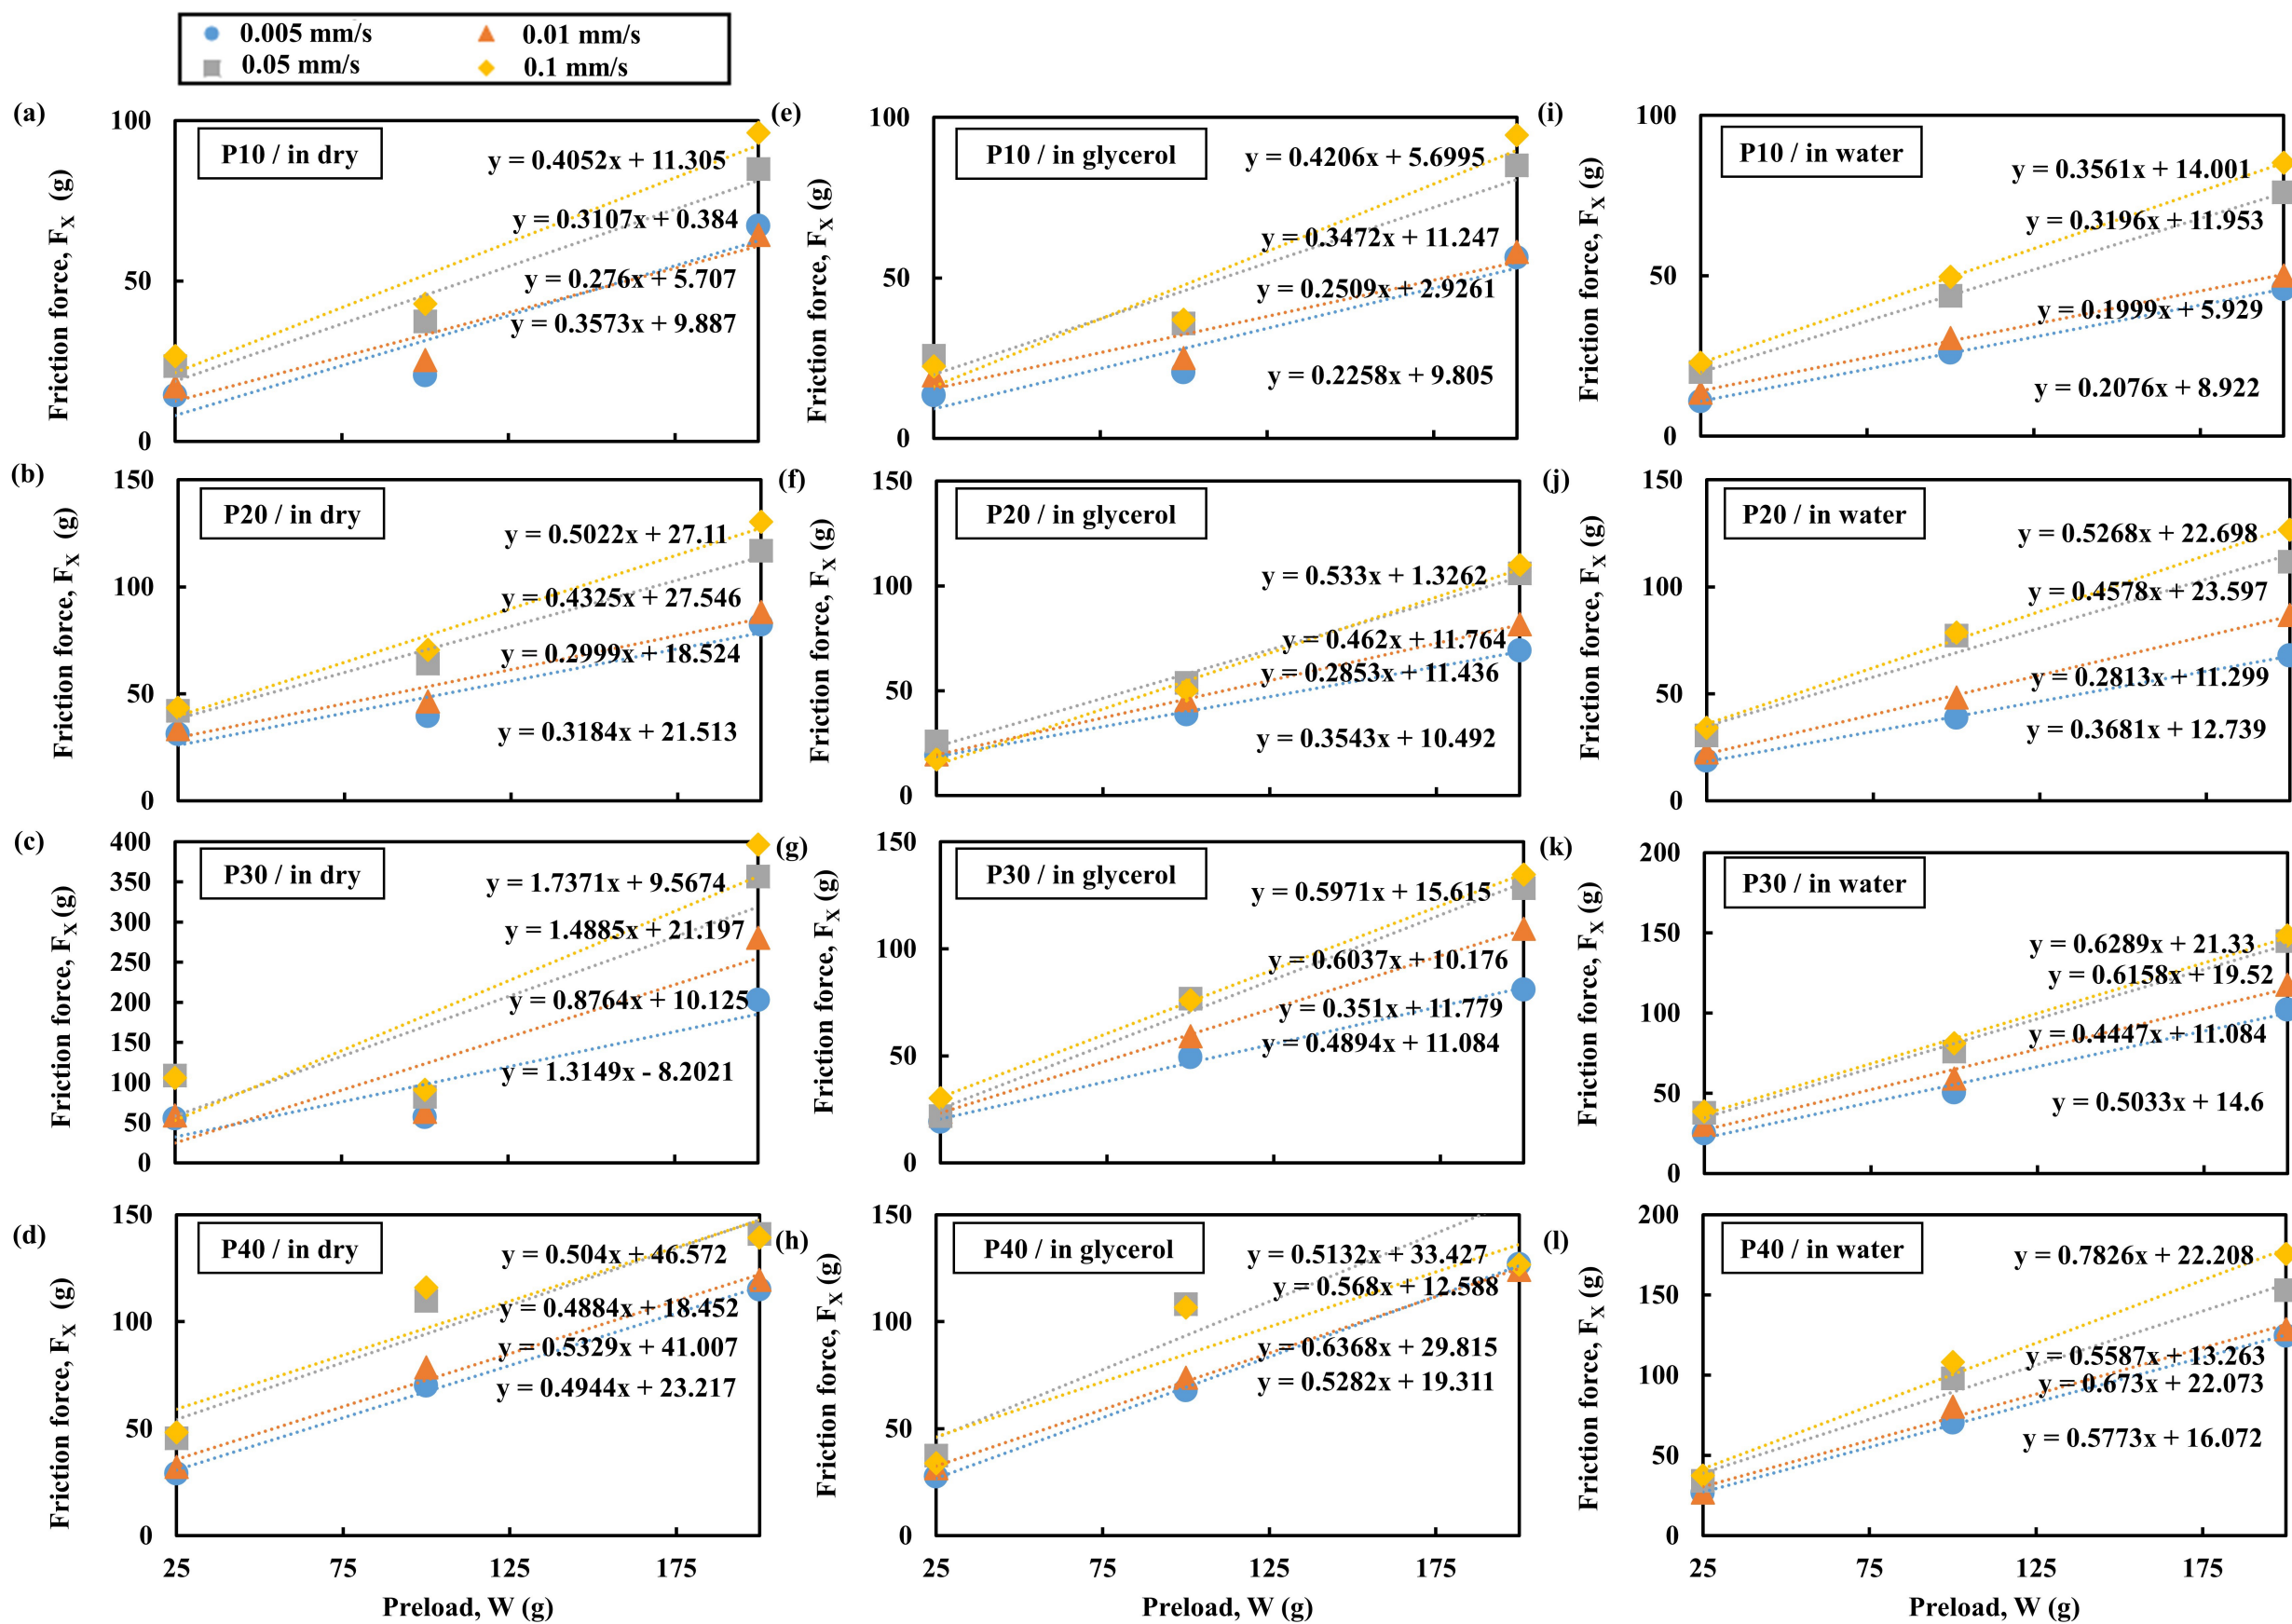 0.005 mm/s 0.01 mm/s
0.05 mm/s 0.1 mm/s
(a)
P10 / in dry
Friction force, FX (g)
100
50
0
y = 0.4052x + 11.305
y = 0.3107x + 0.384
y = 0.276x + 5.707
y = 0.3573x + 9.887
(e)
P10 / in glycerol
Friction force, FX (g)
100
50
0
y = 0.4206x + 5.6995
y = 0.3472x + 11.247
y = 0.2509x + 2.9261
y = 0.2258x + 9.805
(i)
P10 / in water
Friction force, FX (g)
100
50
0
y = 0.3561x + 14.001
y = 0.3196x + 11.953
y = 0.1999x + 5.929
y = 0.2076x + 8.922
(b)
P20 / in dry
Friction force, FX (g)
150
100
50
0
y = 0.5022x + 27.11
y = 0.4325x + 27.546
y = 0.2999x + 18.524
y = 0.3184x + 21.513
(f)
P20 / in glycerol
Friction force, FX (g)
150
100
50
0
y = 0.533x + 1.3262
y = 0.462x + 11.764
y = 0.2853x + 11.436
y = 0.3543x + 10.492
(j)
P20 / in water
Friction force, FX (g)
150
100
50
0
y = 0.5268x + 22.698
y = 0.4578x + 23.597
y = 0.2813x + 11.299
y = 0.3681x + 12.739
(c)
P30 / in dry
Friction force, FX (g)
400
350
300
250
200
150
100
50
0
y = 1.7371x + 9.5674
y = 1.4885x + 21.197
y = 0.8764x + 10.125
y = 1.3149x - 8.2021
(g)
P30 / in glycerol
Friction force, FX (g)
150
100
50
0
y = 0.5971x + 15.615
y = 0.6037x + 10.176
y = 0.351x + 11.779
y = 0.4894x + 11.084
(k)
P30 / in water
Friction force, FX (g)
200
150
100
50
0
y = 0.6289x + 21.33
y = 0.6158x + 19.52
y = 0.4447x + 11.084
y = 0.5033x + 14.6
(d)
P40 / in dry
Friction force, FX (g)
150
100
50
0
y = 0.504x + 46.572
y = 0.4884x + 18.452
y = 0.5329x + 41.007
y = 0.4944x + 23.217
25 75 125 175
Preload, W (g)
(h)
P40 / in glycerol
Friction force, FX (g)
150
100
50
0
y = 0.5132x + 33.427
y = 0.568x + 12.588
y = 0.6368x + 29.815
y = 0.5282x + 19.311
25 75 125 175
Preload, W (g)
(l)
P40 / in water
Friction force, FX (g)
200
150
100
50
0
y = 0.7826x + 22.208
y = 0.5587x + 13.263
y = 0.673x + 22.073
y = 0.5773x + 16.072
25 75 125 175
Preload, W (g)